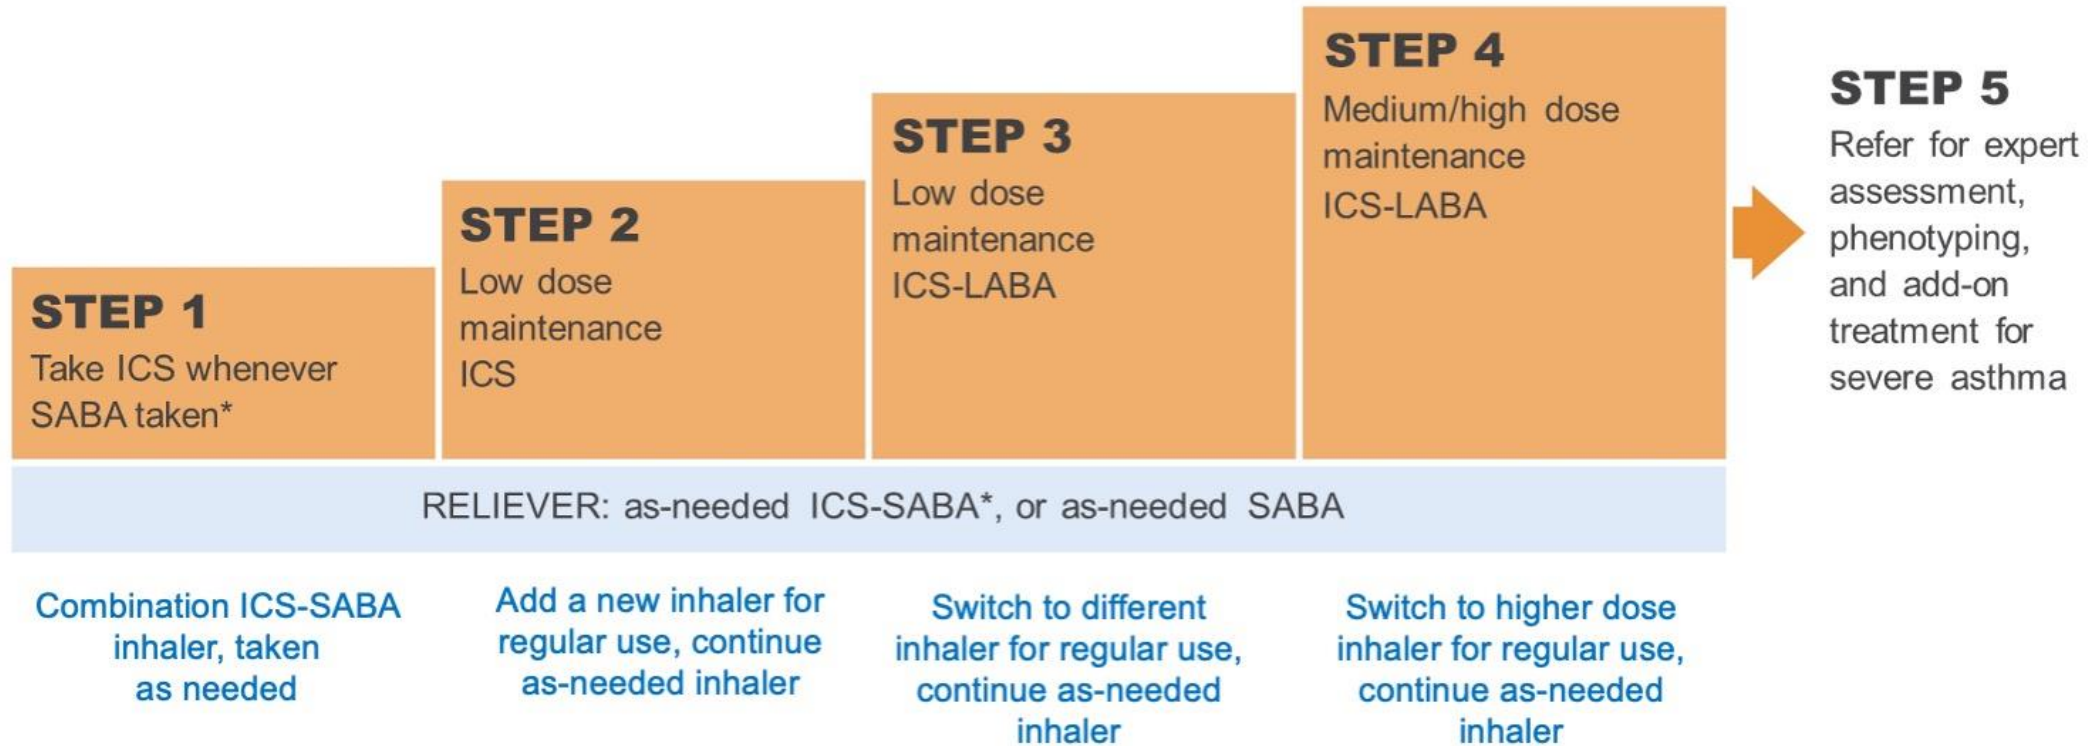 STEP 1
Take ICS whenever
SABA taken*
STEP 2
Low dose
maintenance
ICS
STEP 3
Low dose
maintenance
ICS-LABA
STEP 4
Medium/high dose
maintenance
ICS-LABA
STEP 5
Refer for expert
assessment,
phenotyping,
and add-on
treatment for
severe asthma
RELIEVER: as-needed ICS-SABA*, or as-needed SABA
Combination ICS-SABA
inhaler, taken
as needed
Add a new inhaler for
regular use, continue
as-needed inhaler
Switch to different
inhaler for regular use,
continue as-needed
inhaler
Switch to higher dose
inhaler for regular use,
continue as-needed
inhaler